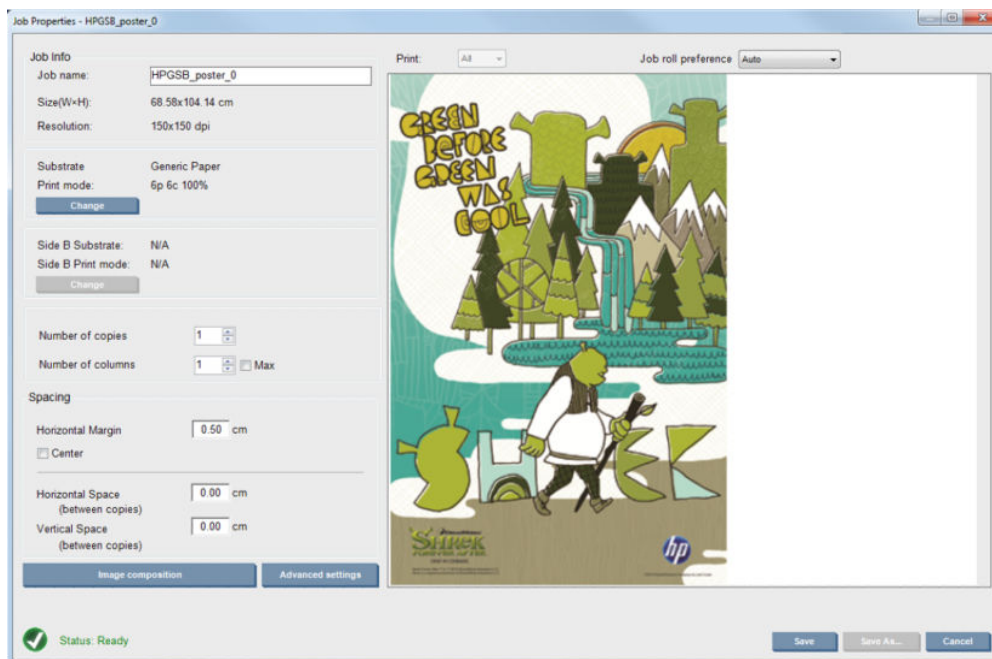 Job Properties - HPGSB_poster_0
Job Info
Job name: HPGSB_poster_0
Size(W×H): 68.58x104.14 cm
Resolution: 150x150 dpi
Substrate Generic Paper
Print mode: 6p 6c 100%
Change
Side B Substrate: N/A
Side B Print mode: N/A
Change
Number of copies 1
Number of columns 1 Max
Spacing
Horizontal Margin 0.50 cm
Center
Horizontal Space 0.00 cm
(between copies)
Vertical Space 0.00 cm
(between copies)
Image composition Advanced settings
Status: Ready
Print: All Job roll preference Auto
GREEN
BEFORE
GREEN
WAS
COOL
SHREK
SHREK
hp
Save Save As... Cancel